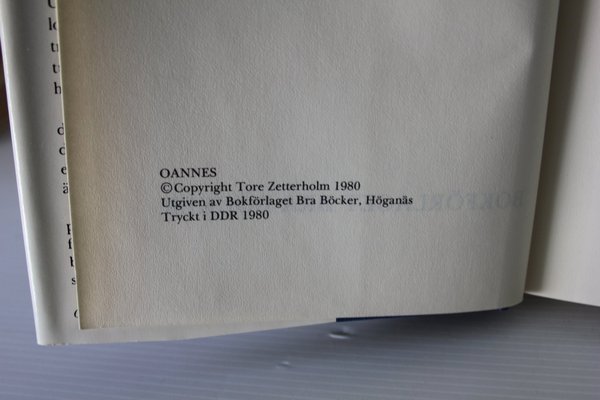 OANNES
© Copyright Tore Zetterholm 1980
Utgiven av Bokförlaget Bra Böcker, Höganäs
Tryckt i DDR 1980